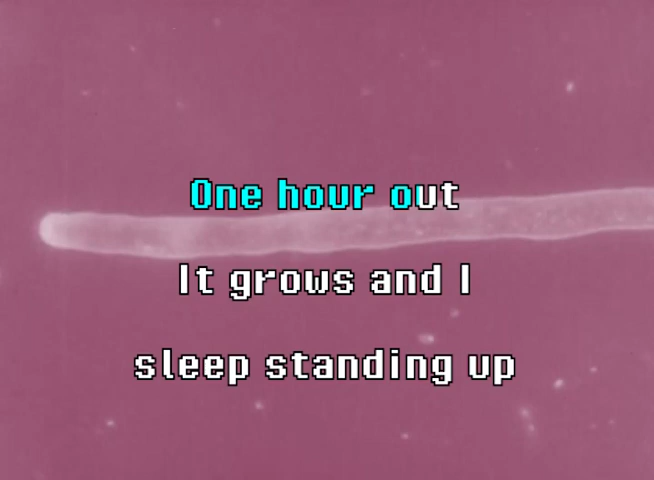 One hour out
It grows and I
sleep standing up